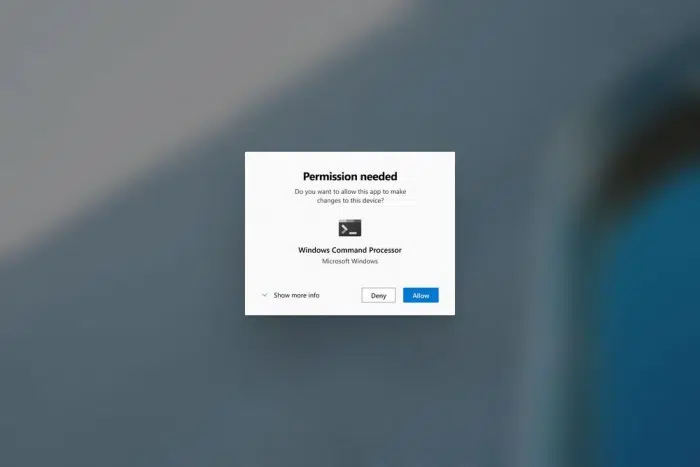 Permission needed
Do you want to allow this app to make
changes to this device?
Windows Command Processor
Microsoft Windows
Show more info
Deny
Allow